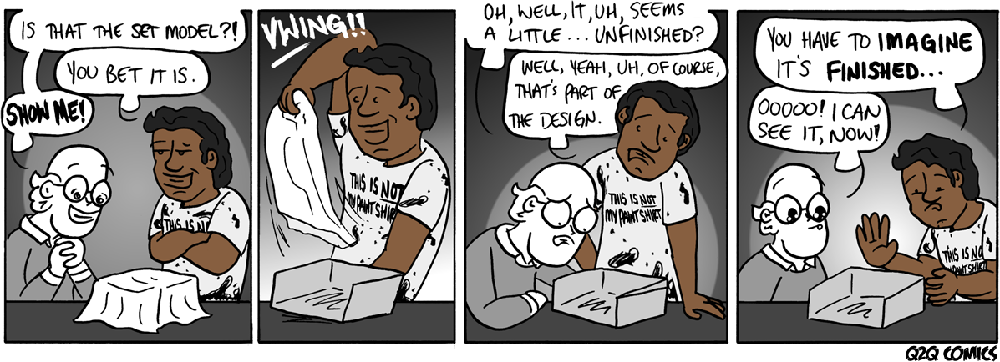 IS THAT THE SET MODEL?!
YOU BET IT IS.
SHOW ME!
THIS IS N
VWING!!
THIS IS NOT
MY PAINT SHIRT
OH, WELL, IT, UH, SEEMS
A LITTLE... UNFINISHED?
WELL, YEAH, UH, OF COURSE,
THAT'S PART OF
THE DESIGN.
THIS IS NOT
MY PAINT SHIRT
YOU HAVE TO IMAGINE
IT'S FINISHED...
OOOOO! I CAN
SEE IT, NOW!
THIS IS NO
PAINT SHIRT
Q2Q COMICS